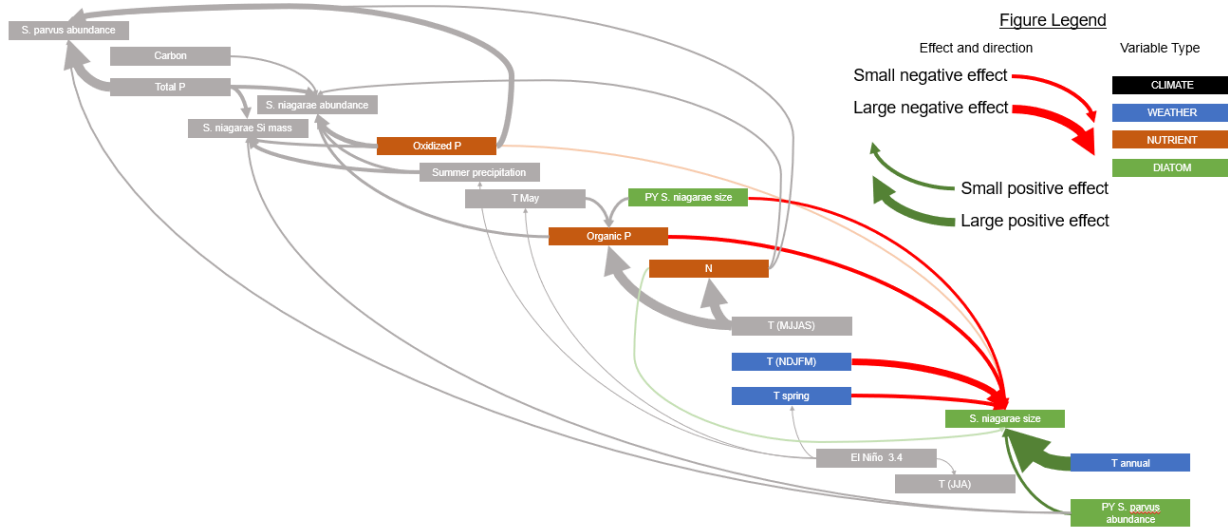 Figure Legend
Effect and direction
Variable Type
Small negative effect
Large negative effect
Small positive effect
Large positive effect
CLIMATE
WEATHER
NUTRIENT
DIATOM
S. parvus abundance
Carbon
Total P
S. niagarae abundance
S. niagarae Si mass
Oxidized P
Summer precipitation
T May
PY S. niagarae size
Organic P
N
T (MJJAS)
T (NDJFM)
T spring
S. niagarae size
El Niño 3.4
T annual
T (JJA)
PY S. parvus
abundance